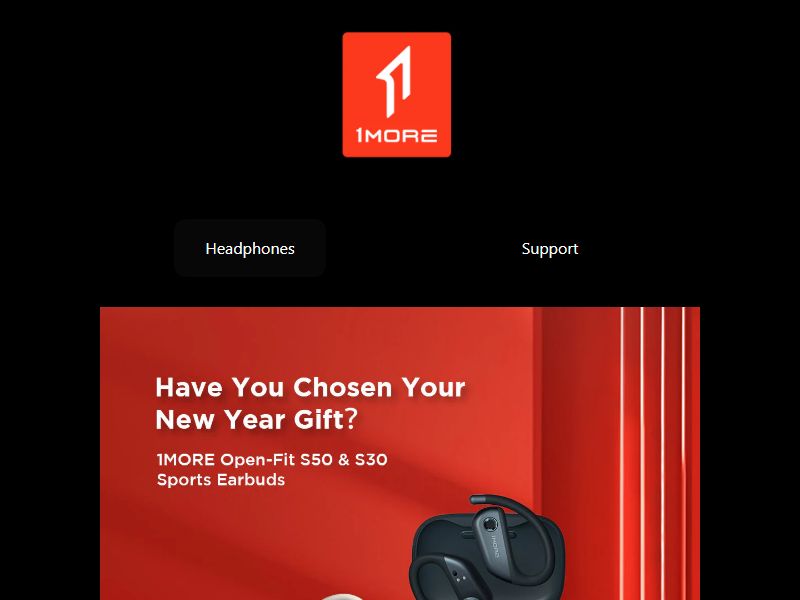 1MORE
Headphones
Support
Have You Chosen Your
New Year Gift?
1MORE Open-Fit S50 & S30
Sports Earbuds
1MORE